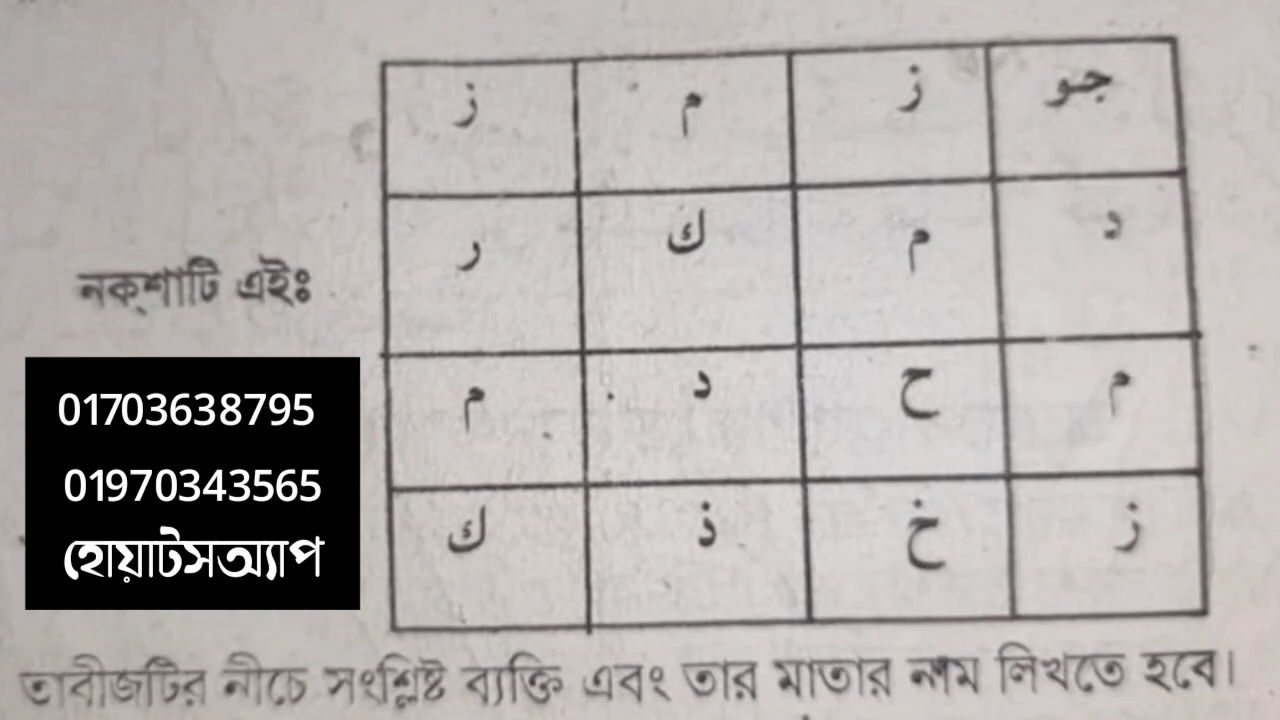 جو ز م ز
د م ك ر
নক্শাটি এইঃ
م ح د م
ز خ ذ ك
01703638795
01970343565
হোয়াটসঅ্যাপ
তাবীজটির নীচে সংশ্লিষ্ট ব্যক্তি এবং তার মাতার নাম লিখতে হবে।